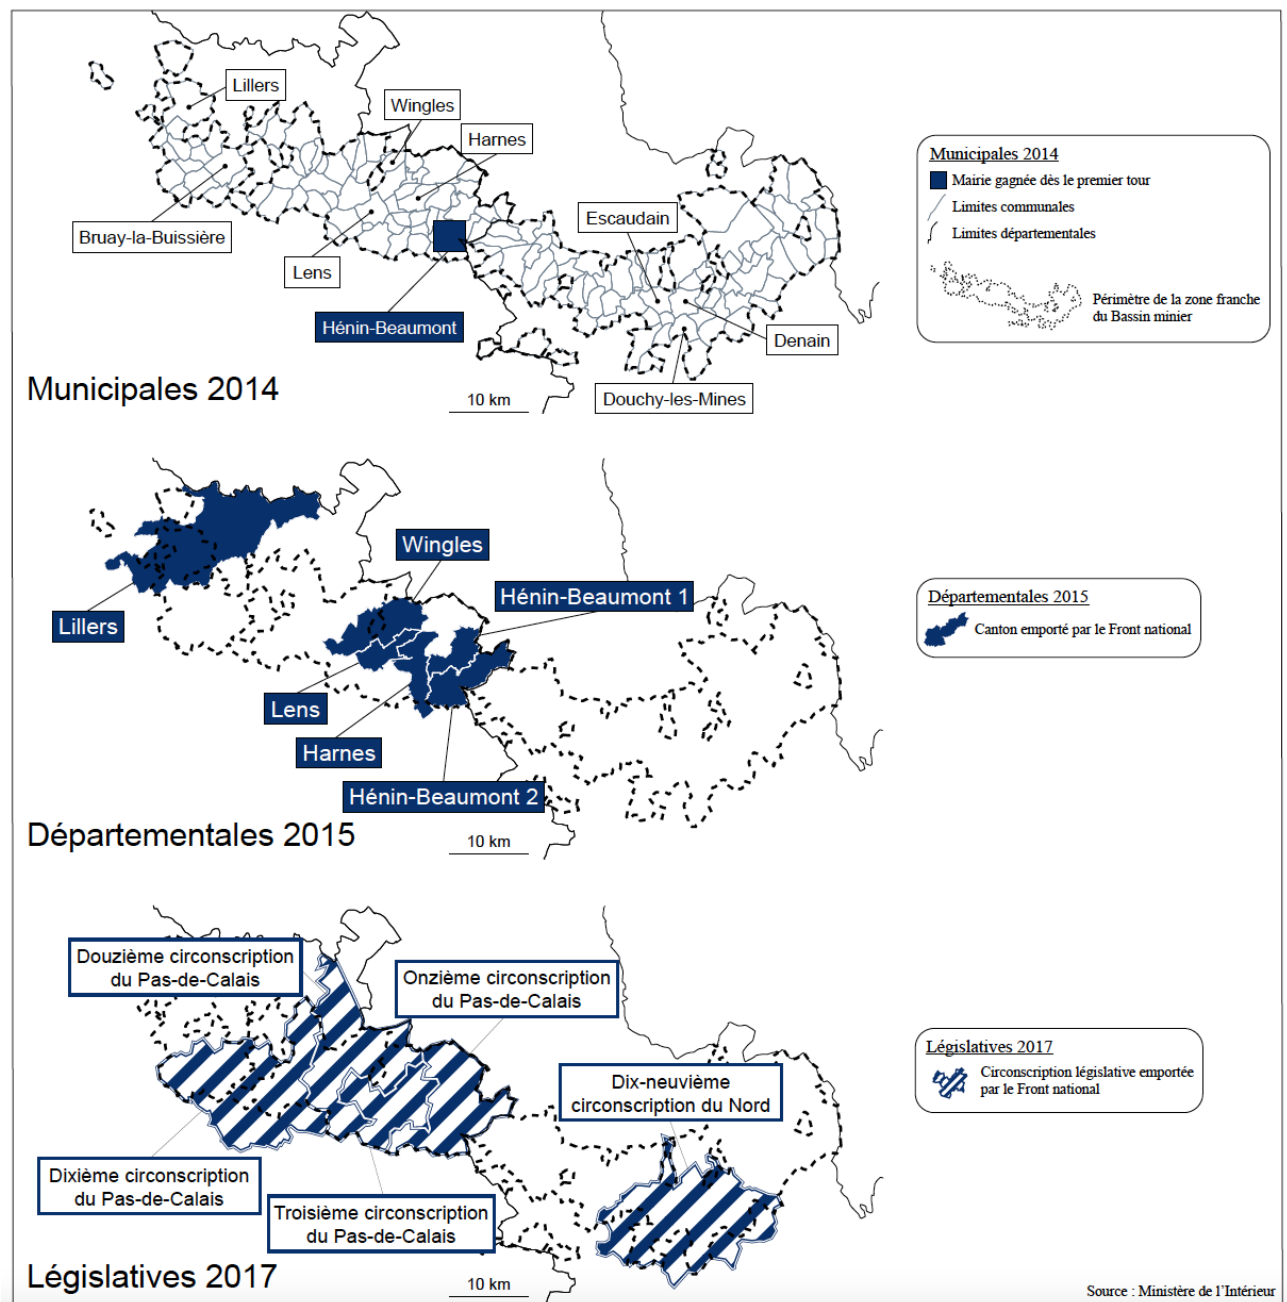 Lillers
Wingles
Harnes
Bruay-la-Buissière
Lens
Escaudain
Hénin-Beaumont
Denain
Douchy-les-Mines
Municipales 2014
10 km
Municipales 2014
Mairie gagnée dès le premier tour
Limites communales
Limites départementales
Périmètre de la zone franche
du Bassin minier
Wingles
Hénin-Beaumont 1
Lillers
Lens
Harnes
Hénin-Beaumont 2
Départementales 2015
10 km
Départementales 2015
Canton emporté par le Front national
Douzième circonscription
du Pas-de-Calais
Onzième circonscription
du Pas-de-Calais
Dix-neuvième
circonscription du Nord
Dixième circonscription
du Pas-de-Calais
Troisième circonscription
du Pas-de-Calais
Législatives 2017
10 km
Législatives 2017
Circonscription législative emportée
par le Front national
Source : Ministère de l'Intérieur